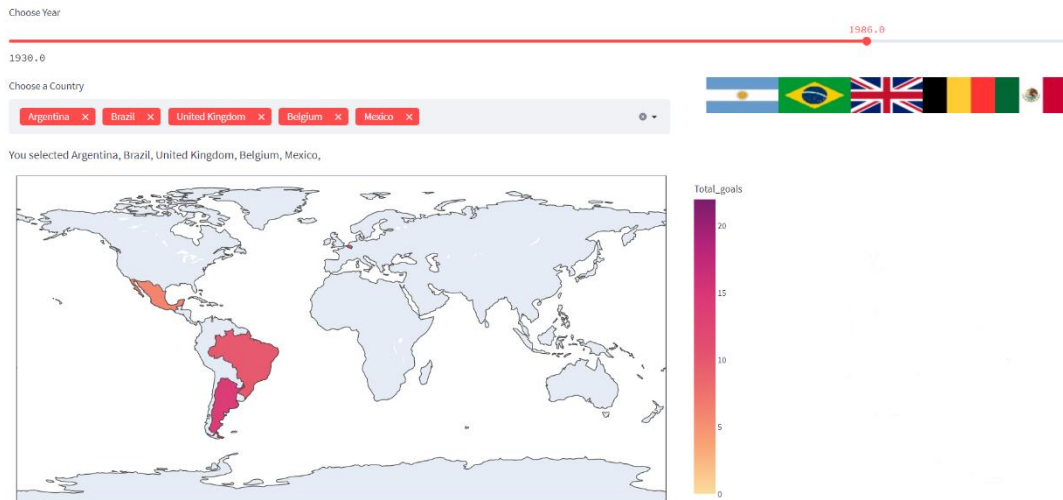 Choose Year
1986.0
1930.0
Choose a Country
Argentina × Brazil × United Kingdom × Belgium × Mexico ×
You selected Argentina, Brazil, United Kingdom, Belgium, Mexico,
Total_goals
20
15
10
5
0